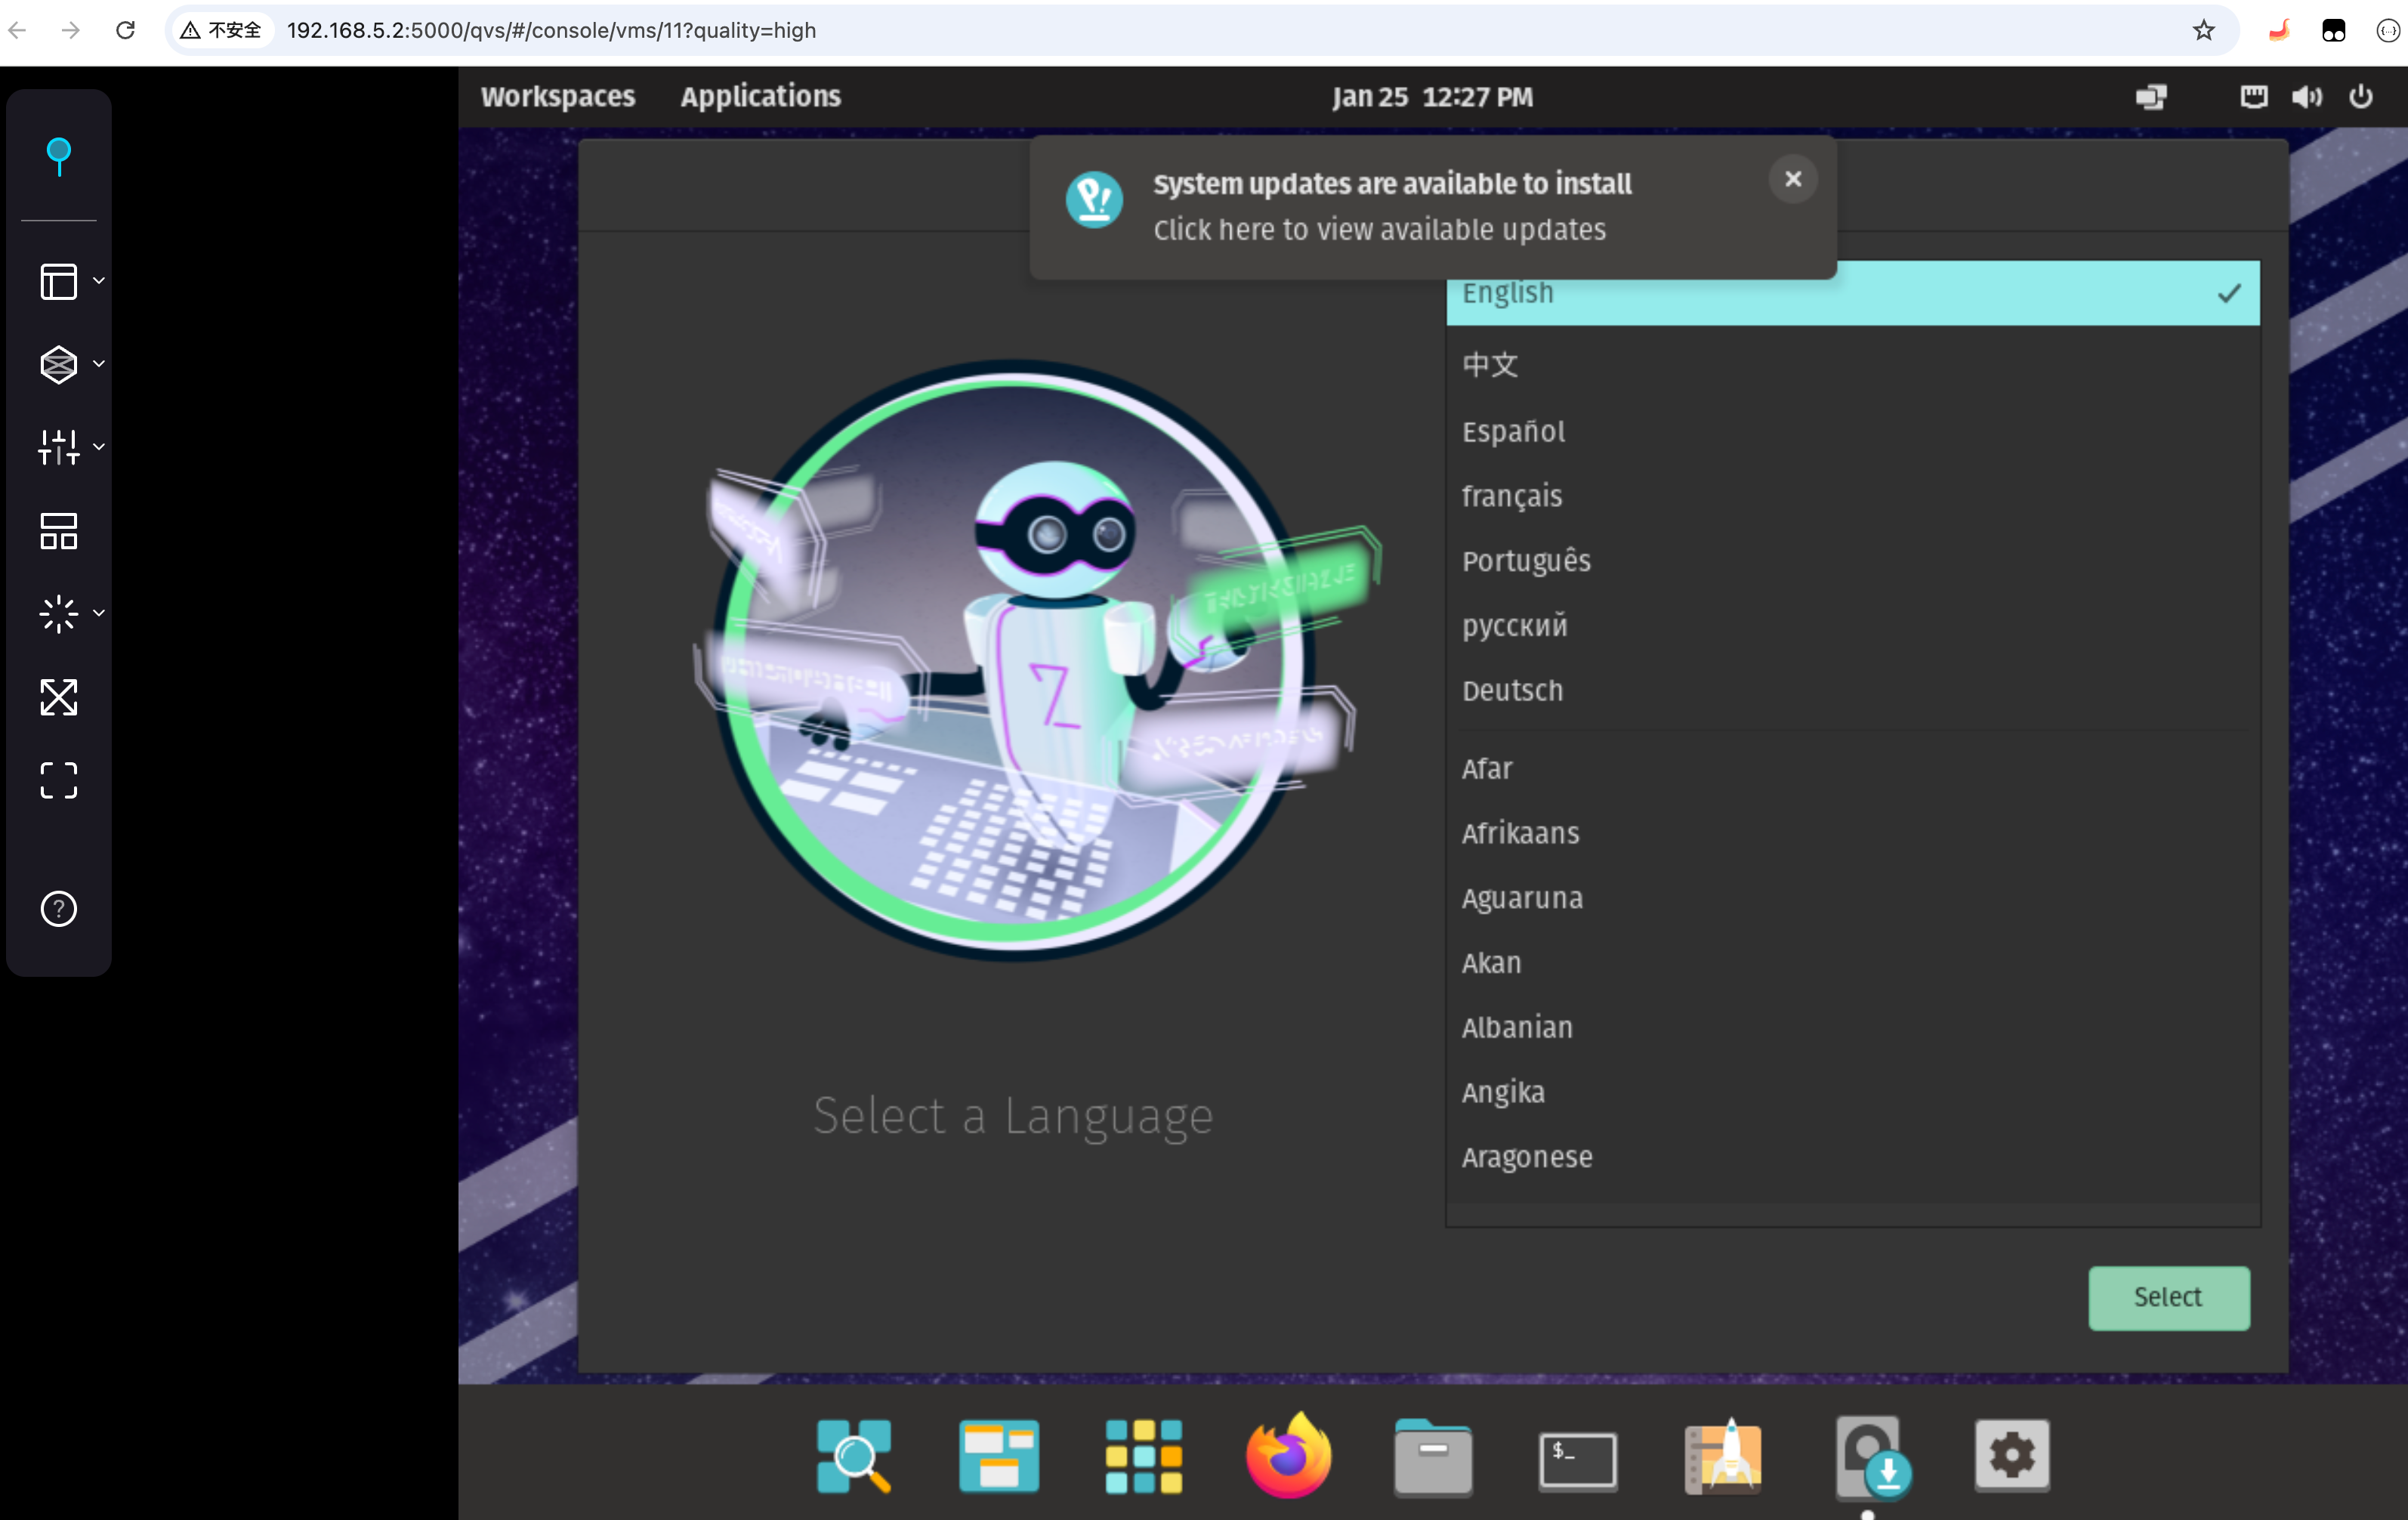 不安全
192.168.5.2:5000/qvs/#/console/vms/11?quality=high
Workspaces
Applications
Jan 25 12:27 PM
System updates are available to install
Click here to view available updates
English
中文
Español
français
Português
русский
Deutsch
Afar
Afrikaans
Aguaruna
Akan
Albanian
Angika
Aragonese
Select a Language
Select
$_